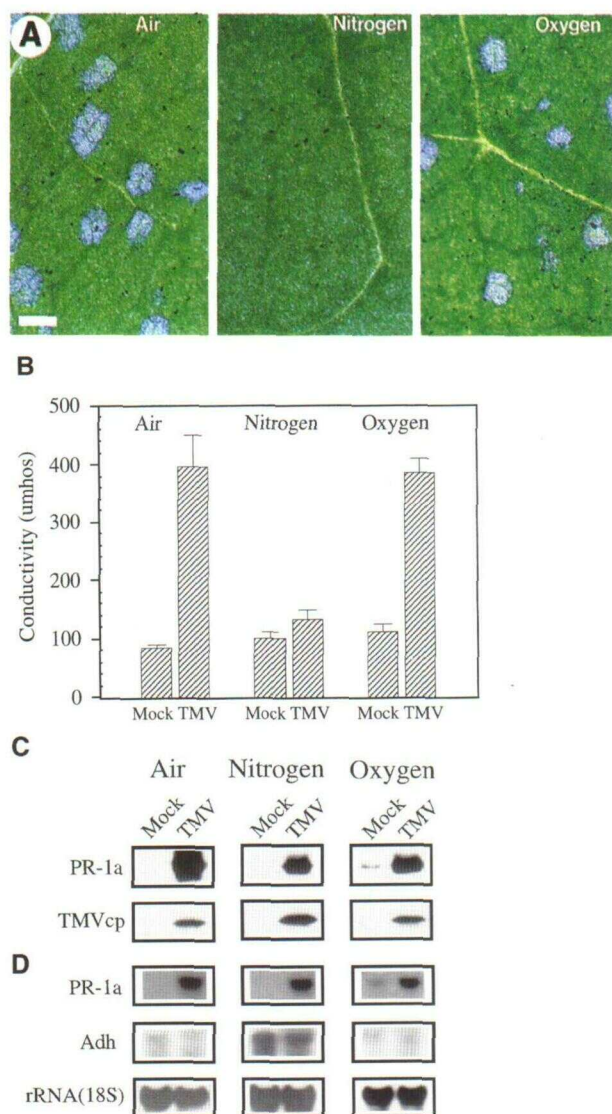 A Air Nitrogen Oxygen
B
500
Air Nitrogen Oxygen
400
300
200
100
0
Conductivity (umhos)
Mock TMV Mock TMV Mock TMV
C
Air Nitrogen Oxygen
Mock TMV Mock TMV Mock TMV
PR-1a
TMVcp
D
PR-1a
Adh
rRNA(18S)